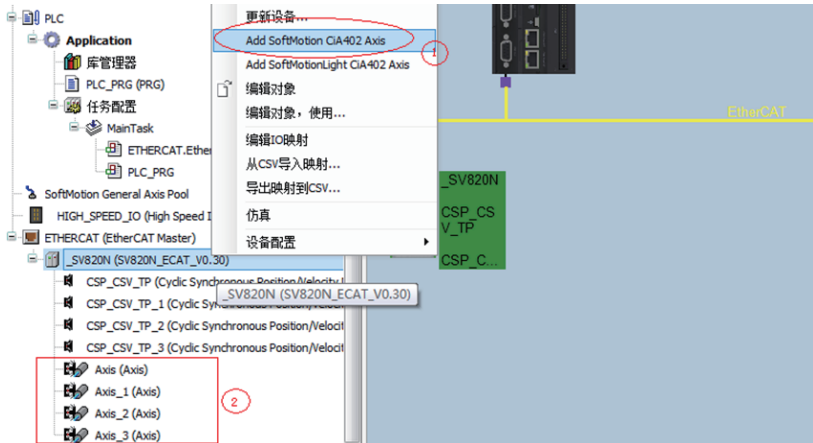 PLC
Application
库管理器
PLC_PRG (PRG)
任务配置
MainTask
ETHERCAT.Ether
PLC_PRG
SoftMotion General Axis Pool
HIGH_SPEED_IO (High Speed I
ETHERCAT (EtherCAT Master)
_SV820N (SV820N_ECAT_V0.30)
CSP_CSV_TP (Cyclic Synchronous Position/Velocity
CSP_CSV_TP_1 (Cyclic
CSP_CSV_TP_2 (Cyclic Synchronous Position/Velocit
CSP_CSV_TP_3 (Cyclic Synchronous Position/Velocit
Axis (Axis)
Axis_1 (Axis)
Axis_2 (Axis)
Axis_3 (Axis)
2
更新设备...
Add SoftMotion CiA402 Axis
1
Add SoftMotionLight CiA402 Axis
编辑对象
编辑对象，使用...
编辑IO映射
从CSV导入映射...
导出映射到CSV...
仿真
设备配置
_SV820N (SV820N_ECAT_V0.30)
EtherCAT
_SV820N
CSP_CS
V_TP
CSP_C...